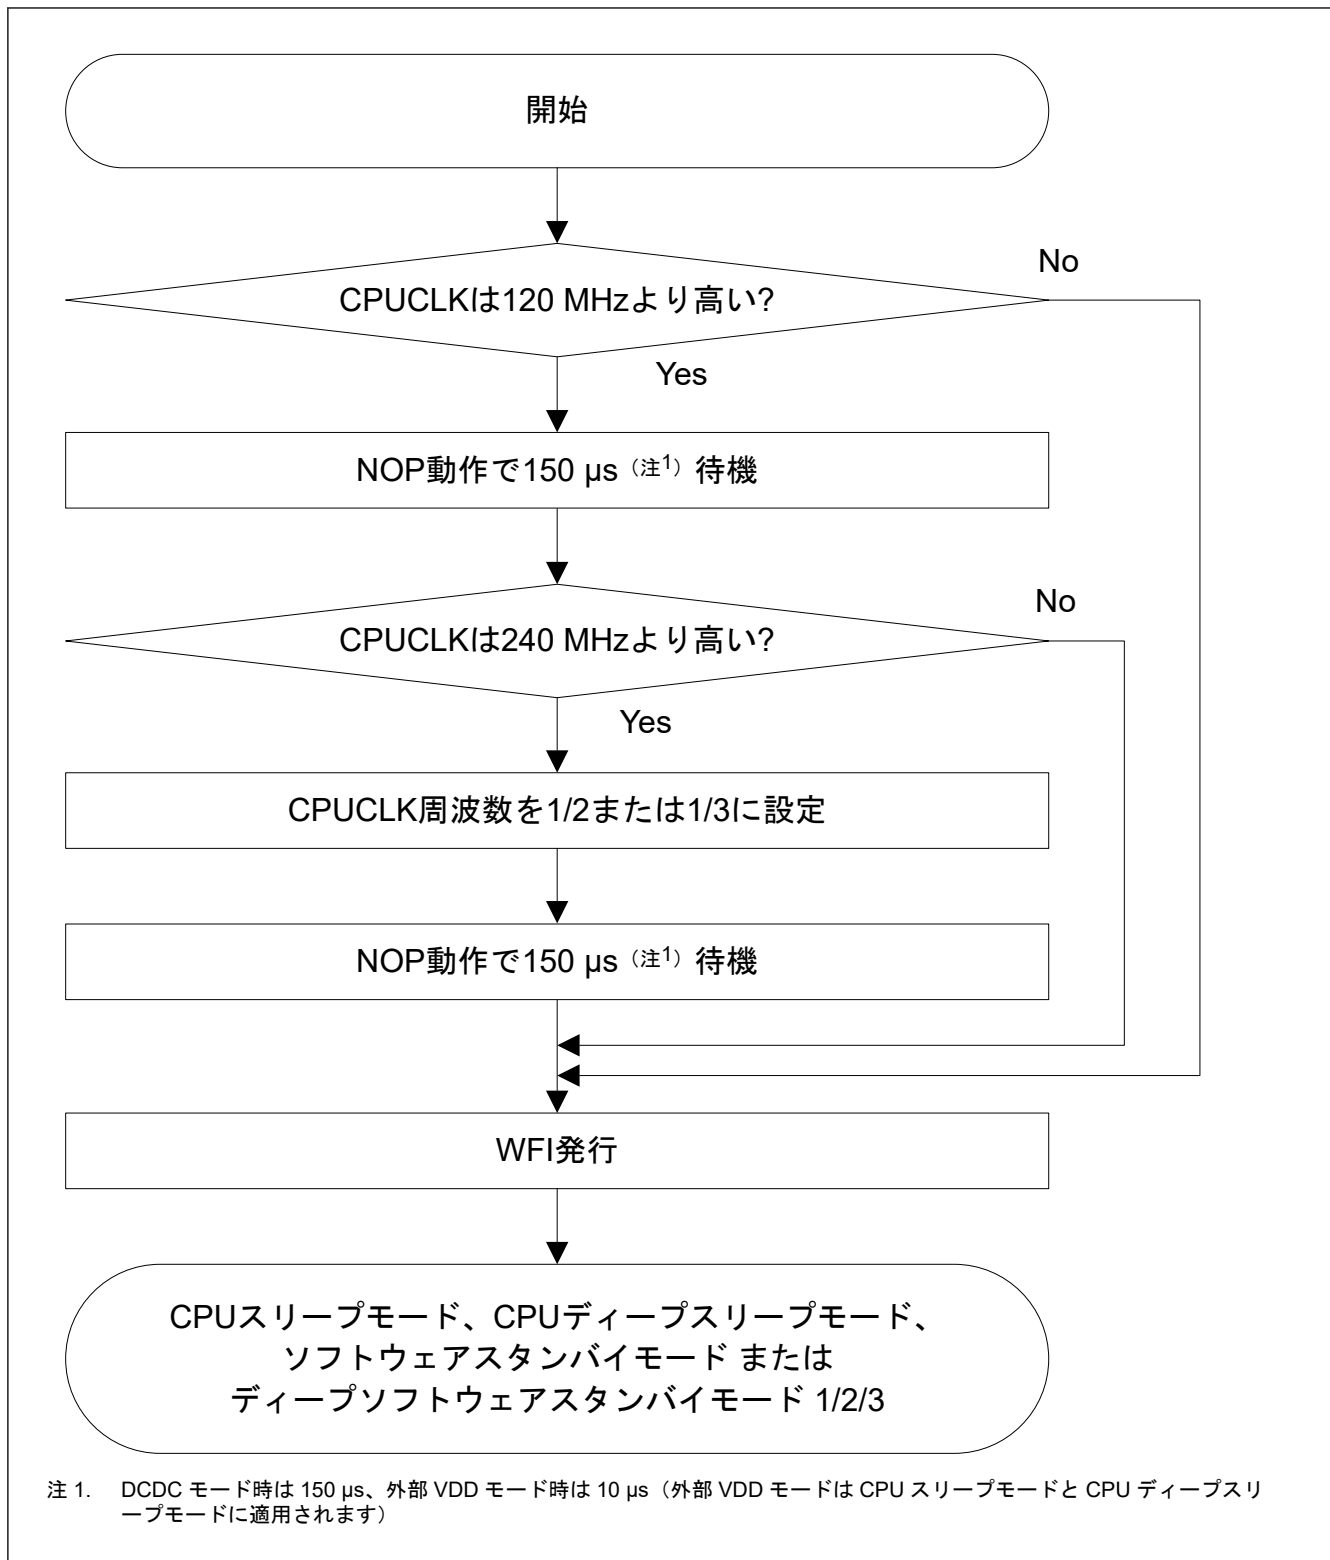 開始
CPUCLKは120 MHzより高い?
No
Yes
NOP動作で150 µs（注1）待機
CPUCLKは240 MHzより高い?
No
Yes
CPUCLK周波数を1/2または1/3に設定
NOP動作で150 µs（注1）待機
WFI発行
CPUスリープモード、CPUディープスリープモード、
ソフトウェアスタンバイモード または
ディープソフトウェアスタンバイモード 1/2/3
注 1. DCDC モード時は 150 µs、外部 VDD モード時は 10 µs（外部 VDD モードは CPU スリープモードと CPU ディープスリ
ープモードに適用されます）